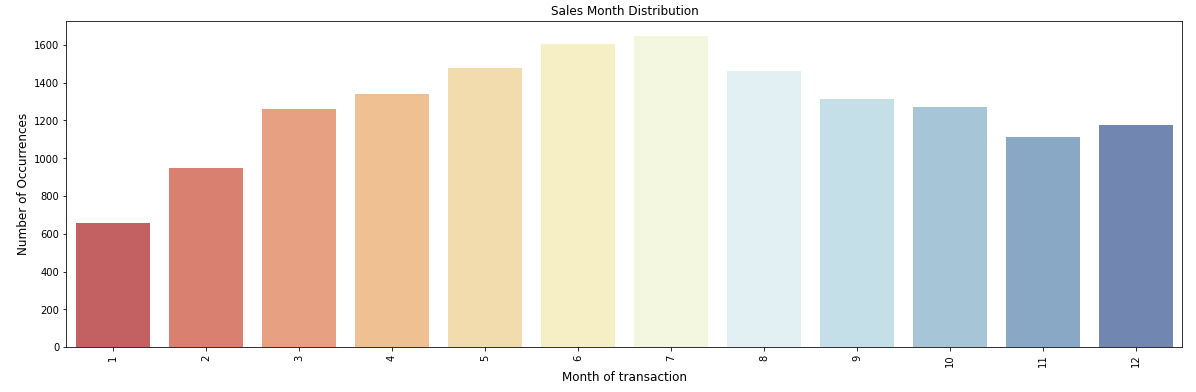 Sales Month Distribution
Number of Occurrences
1600
1400
1200
1000
800
600
400
200
0
1 2 3 4 5 6 7 8 9 10 11 12
Month of transaction